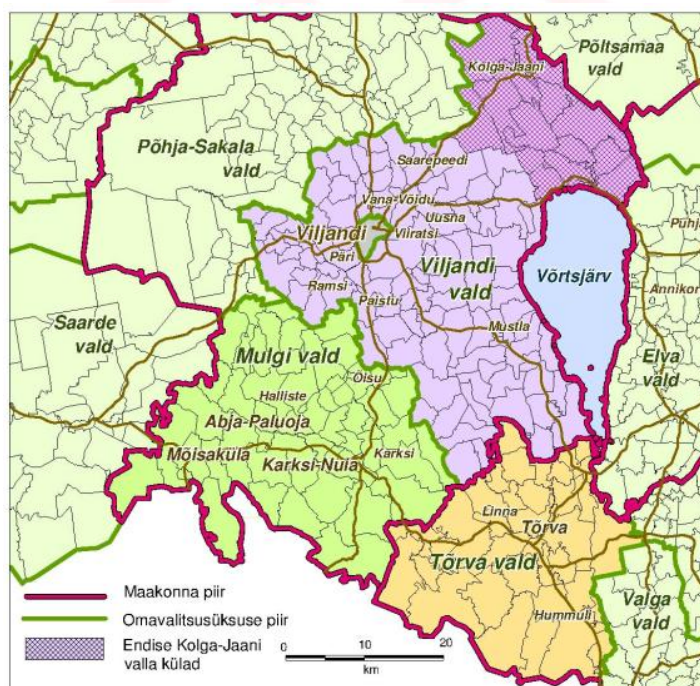 Kolga-Jaani
Põltsamaa
vald
Põhja-Sakala
vald
Saarepeedi
Vana-Võidu
Uusna
Viljandi
Viiratsi
Päri
Viljandi
vald
Võrtsjärv
Pühja
Annikor
Ramsi
Paistu
Saarde
vald
Mustla
Elva
vald
Mulgi vald
Õisu
Halliste
Abja-Paluoja
Mõisaküla
Karksi-Nuia
Karksi
Linna
Tõrva
Tõrva vald
Hummuli
Valga
vald
Maakonna piir
Omavalitsusüksuse piir
Endise Kolga-Jaani
valla külad
0 10 20
km